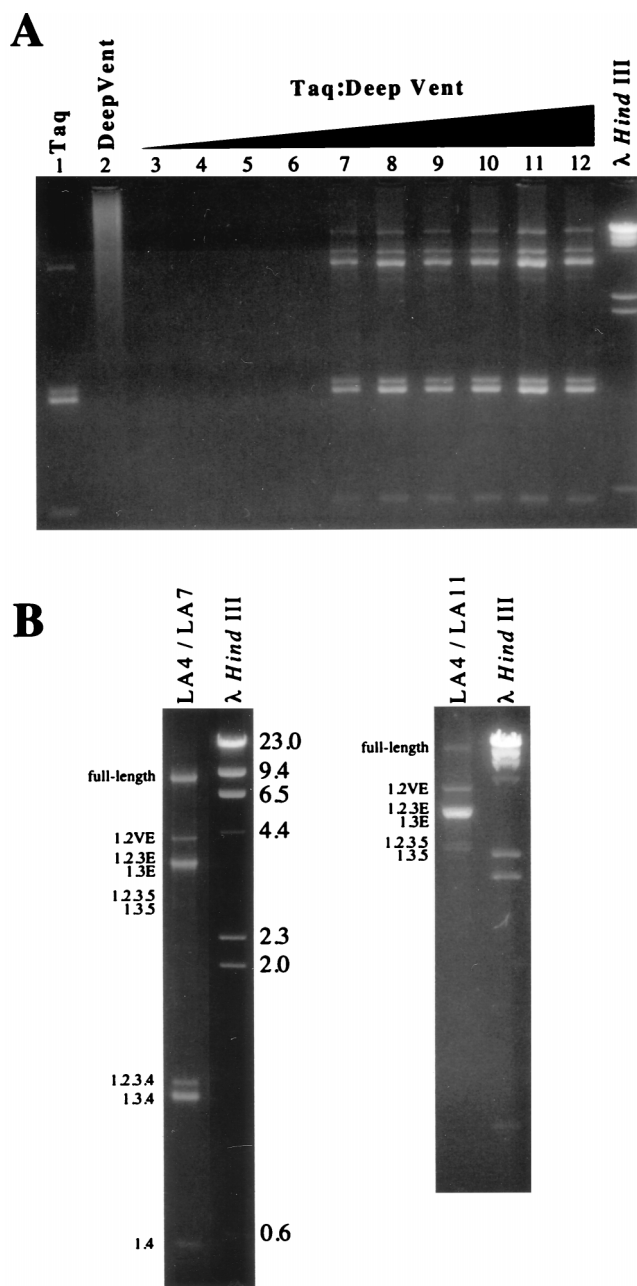 A
Taq:Deep Vent
Taq
DeepVent
λ Hind III
1 2 3 4 5 6 7 8 9 10 11 12
B
LA4 / LA7
λ Hind III
full-length
1.2VE
1.2.3E
1.3E
1.2.3.5
1.3.5
1.2.3.4
1.3.4
1.4
23.0
9.4
6.5
4.4
2.3
2.0
0.6
LA4 / LA11
λ Hind III
full-length
1.2VE
1.2.3E
1.3E
1.2.3.5
1.3.5